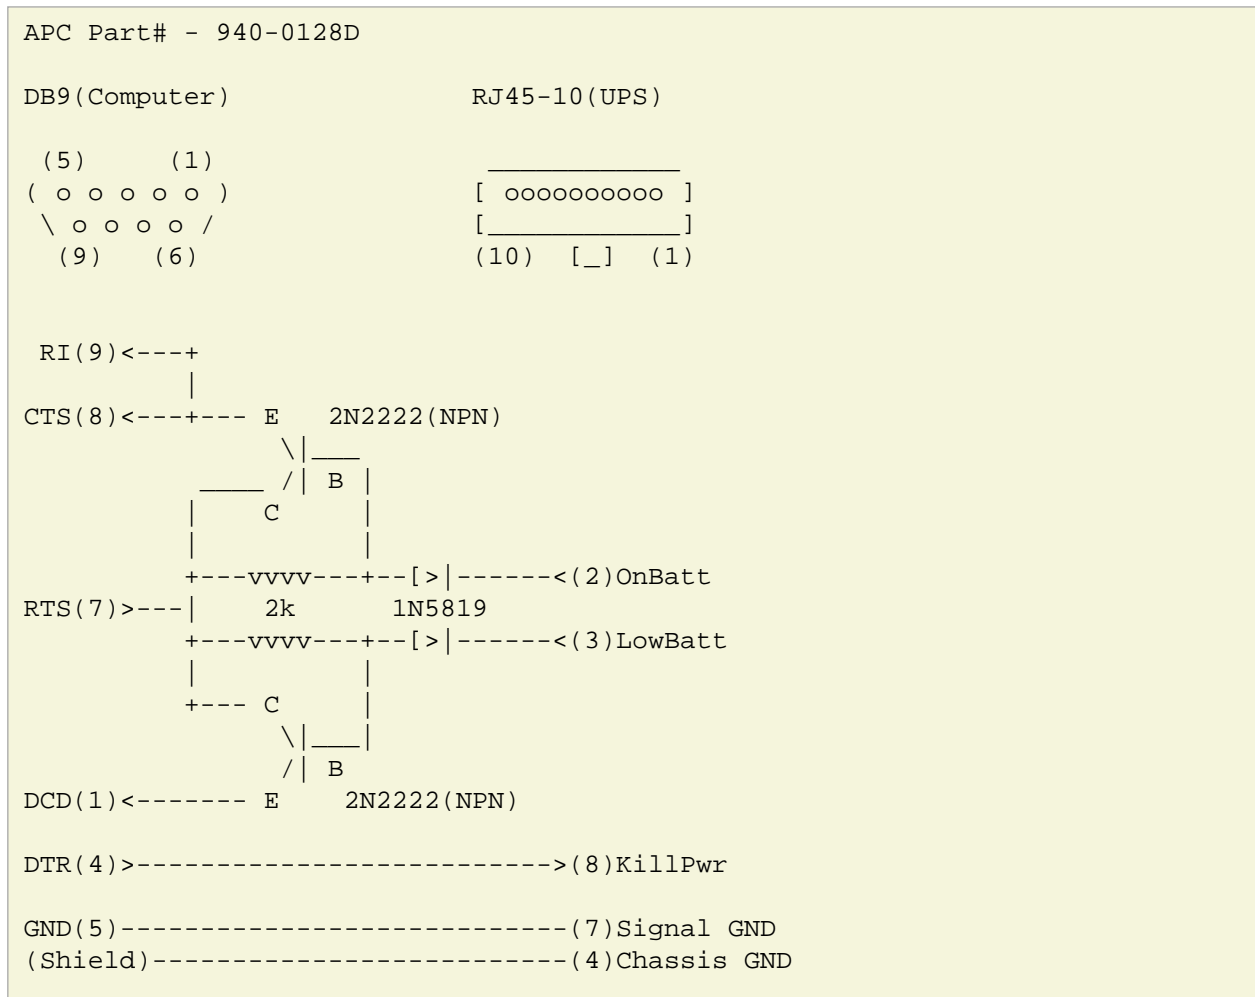 APC Part# - 940-0128D

DB9(Computer)               RJ45-10(UPS)

 (5)     (1)                 ____________
( o o o o o )               [ oooooooooo ]
 \ o o o o /                [____________]
  (9)   (6)                 (10)  [_]  (1)


 RI(9)<---+
          |
CTS(8)<---+--- E   2N2222(NPN)
                \|___
           ____ /| B |
          |    C     |
          |          |
          +---vvvv---+--[>|------<(2)OnBatt
RTS(7)>---|    2k      1N5819
          +---vvvv---+--[>|------<(3)LowBatt
          |          |
          +--- C     |
                \|___|
                /| B
DCD(1)<------- E    2N2222(NPN)

DTR(4)>--------------------------->(8)KillPwr

GND(5)----------------------------(7)Signal GND
(Shield)--------------------------(4)Chassis GND